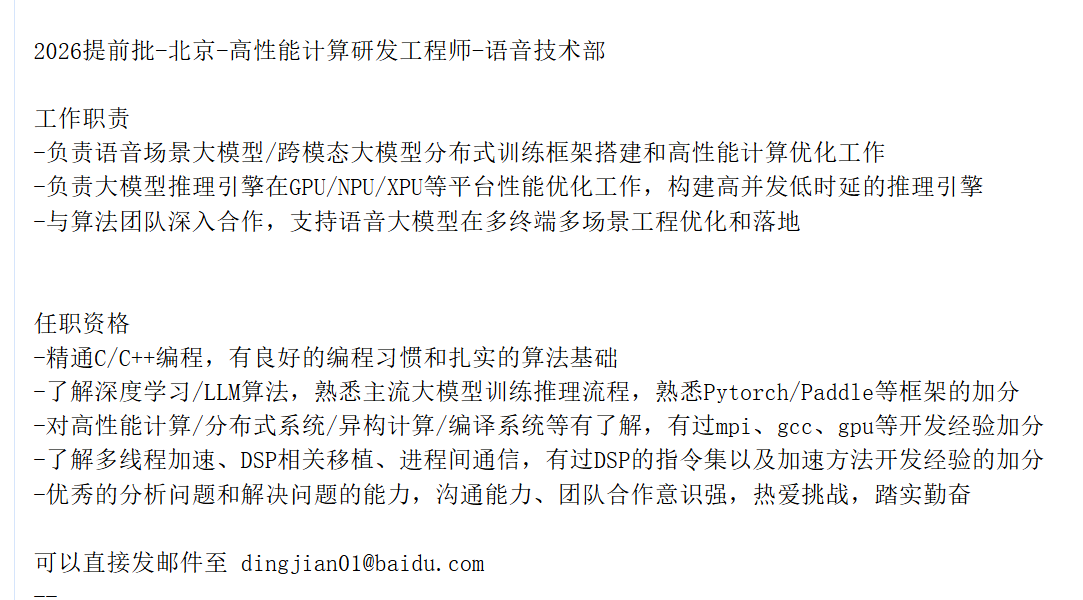 2026提前批-北京-高性能计算研发工程师-语音技术部
工作职责
-负责语音场景大模型/跨模态大模型分布式训练框架搭建和高性能计算优化工作
-负责大模型推理引擎在GPU/NPU/XPU等平台性能优化工作，构建高并发低时延的推理引擎
-与算法团队深入合作，支持语音大模型在多终端多场景工程优化和落地
任职资格
-精通C/C++编程，有良好的编程习惯和扎实的算法基础
-了解深度学习/LLM算法，熟悉主流大模型训练推理流程，熟悉Pytorch/Paddle等框架的加分
-对高性能计算/分布式系统/异构计算/编译系统等有了解，有过mpi、gcc、gpu等开发经验加分
-了解多线程加速、DSP相关移植、进程间通信，有过DSP的指令集以及加速方法开发经验的加分
-优秀的分析问题和解决问题的能力，沟通能力、团队合作意识强，热爱挑战，踏实勤奋
可以直接发邮件至 dingjian01@baidu.com
--